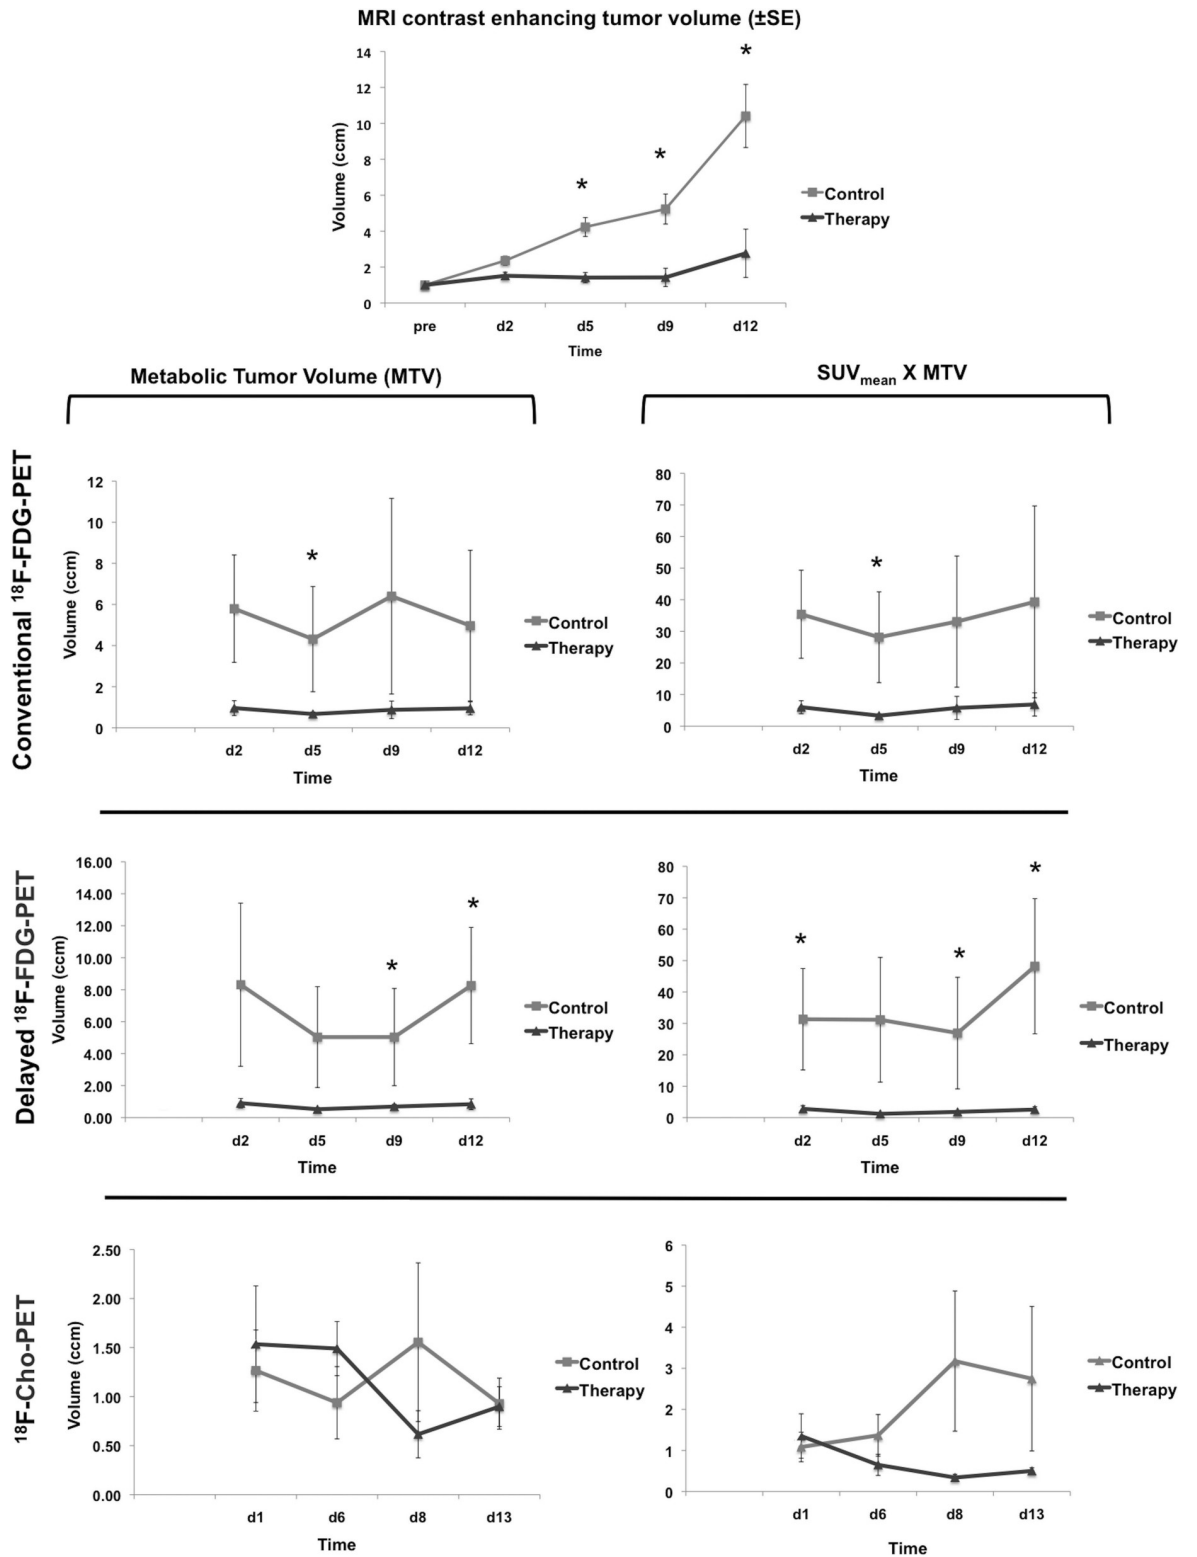 MRI contrast enhancing tumor volume (±SE)
14
12
10
8
6
4
2
0
Volume (ccm)
*
*
*
Control
Therapy
pre d2 d5 d9 d12
Time
Metabolic Tumor Volume (MTV)
SUVmean X MTV
Conventional 18F-FDG-PET
12
10
8
6
4
2
0
Volume (ccm)
*
Control
Therapy
d2 d5 d9 d12
Time
80
70
60
50
40
30
20
10
0
*
Control
Therapy
d2 d5 d9 d12
Time
Delayed 18F-FDG-PET
16.00
14.00
12.00
10.00
8.00
6.00
4.00
2.00
0.00
Volume (ccm)
*
*
Control
Therapy
d2 d5 d9 d12
Time
80
70
60
50
40
30
20
10
0
*
*
*
Control
Therapy
d2 d5 d9 d12
Time
18F-Cho-PET
2.50
2.00
1.50
1.00
0.50
0.00
Volume (ccm)
Control
Therapy
d1 d6 d8 d13
Time
6
5
4
3
2
1
0
Control
Therapy
d1 d6 d8 d13
Time